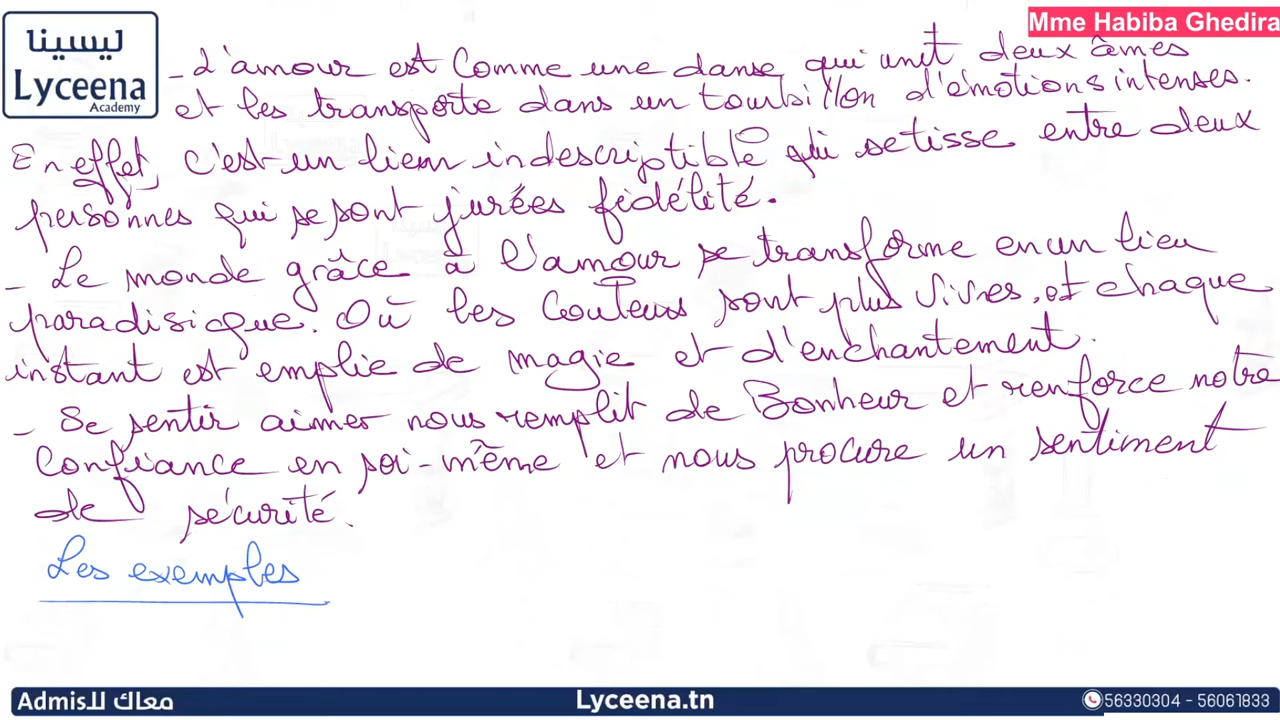 ليسينا
Lyceena
Academy
Mme Habiba Ghedira
- L'amour est comme une danse qui unit deux âmes
et les transporte dans un tourbillon d'émotions intenses.
En effet, c'est un lien indescriptible qui se tisse entre deux
personnes qui se sont jurées fidélité.
- Le monde grâce à l'amour se transforme en un lieu
paradisiaque. Où les couleurs sont plus vives, et chaque
instant est emplie de magie et d'enchantement.
- Se sentir aimer nous remplit de Bonheur et renforce notre
confiance en soi-même et nous procure un sentiment
de sécurité.
Les exemples
Admis معاك للـ
Lyceena.tn
56330304 - 56061833